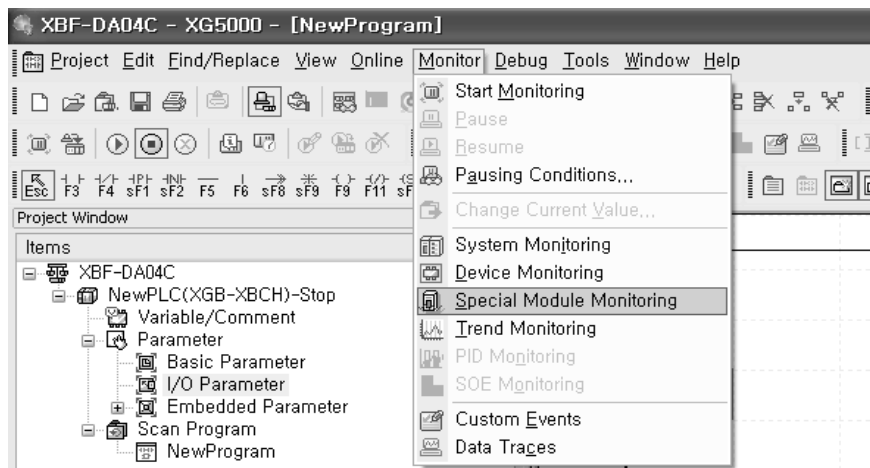 XBF-DA04C - XG5000 - [NewProgram]
Project Edit Find/Replace View Online Monitor Debug Tools Window Help
Start Monitoring
Pause
Resume
Pausing Conditions...
Change Current Value...
System Monitoring
Device Monitoring
Special Module Monitoring
Trend Monitoring
PID Monitoring
SOE Monitoring
Custom Events
Data Traces
Esc F3 F4 sF1 sF2 F5 F6 sF8 sF9 F9 F11
Project Window
Items
XBF-DA04C
NewPLC(XGB-XBCH)-Stop
Variable/Comment
Parameter
Basic Parameter
I/O Parameter
Embedded Parameter
Scan Program
NewProgram